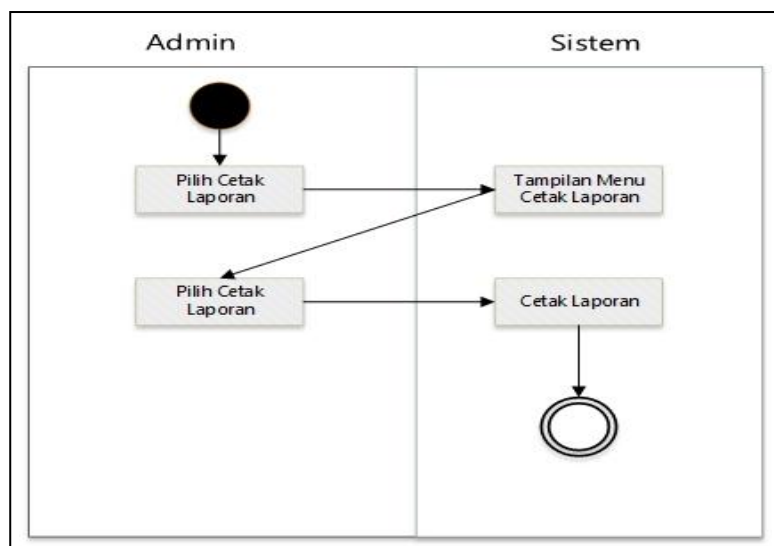 Admin
Sistem
Pilih Cetak
Laporan
Tampilan Menu
Cetak Laporan
Pilih Cetak
Laporan
Cetak Laporan